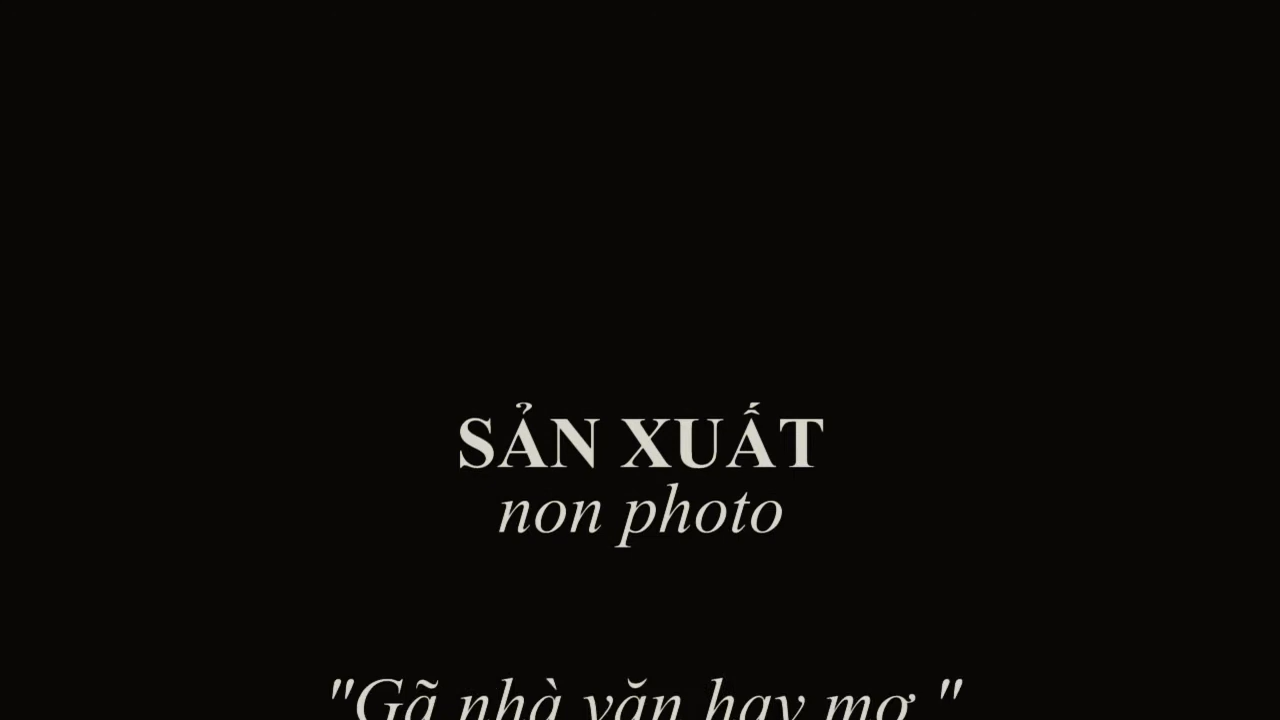 SẢN XUẤT
non photo
"Gã nhà văn hay mơ "